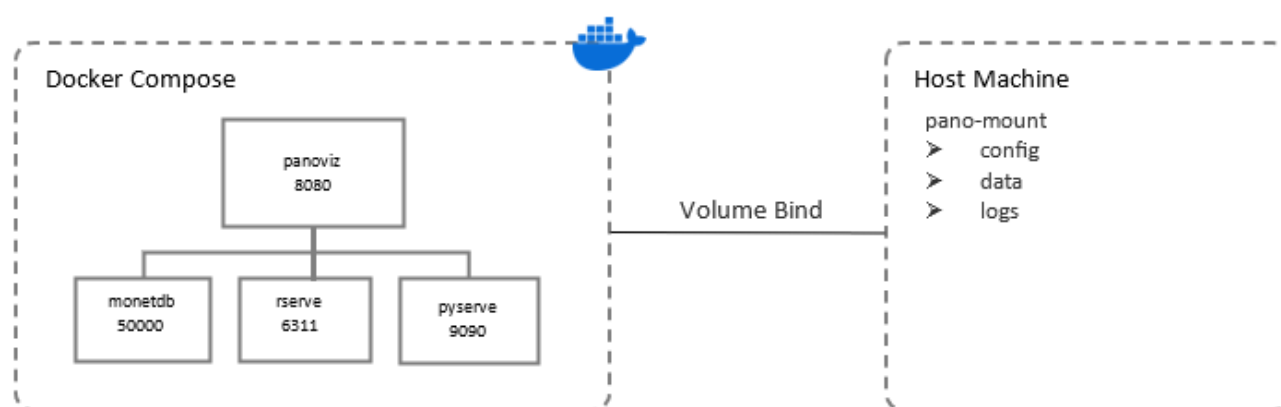 Docker Compose
panoviz
8080
monetdb
50000
rserve
6311
pyserve
9090
Volume Bind
Host Machine
pano-mount
➢ config
➢ data
➢ logs